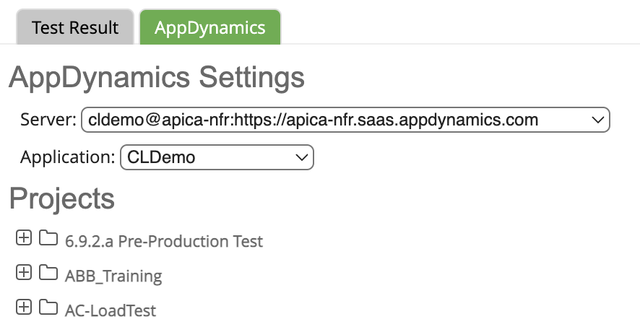 Test Result AppDynamics
AppDynamics Settings
Server: cldemo@apica-nfr:https://apica-nfr.saas.appdynamics.com
Application: CLDemo
Projects
6.9.2.a Pre-Production Test
ABB_Training
AC-LoadTest